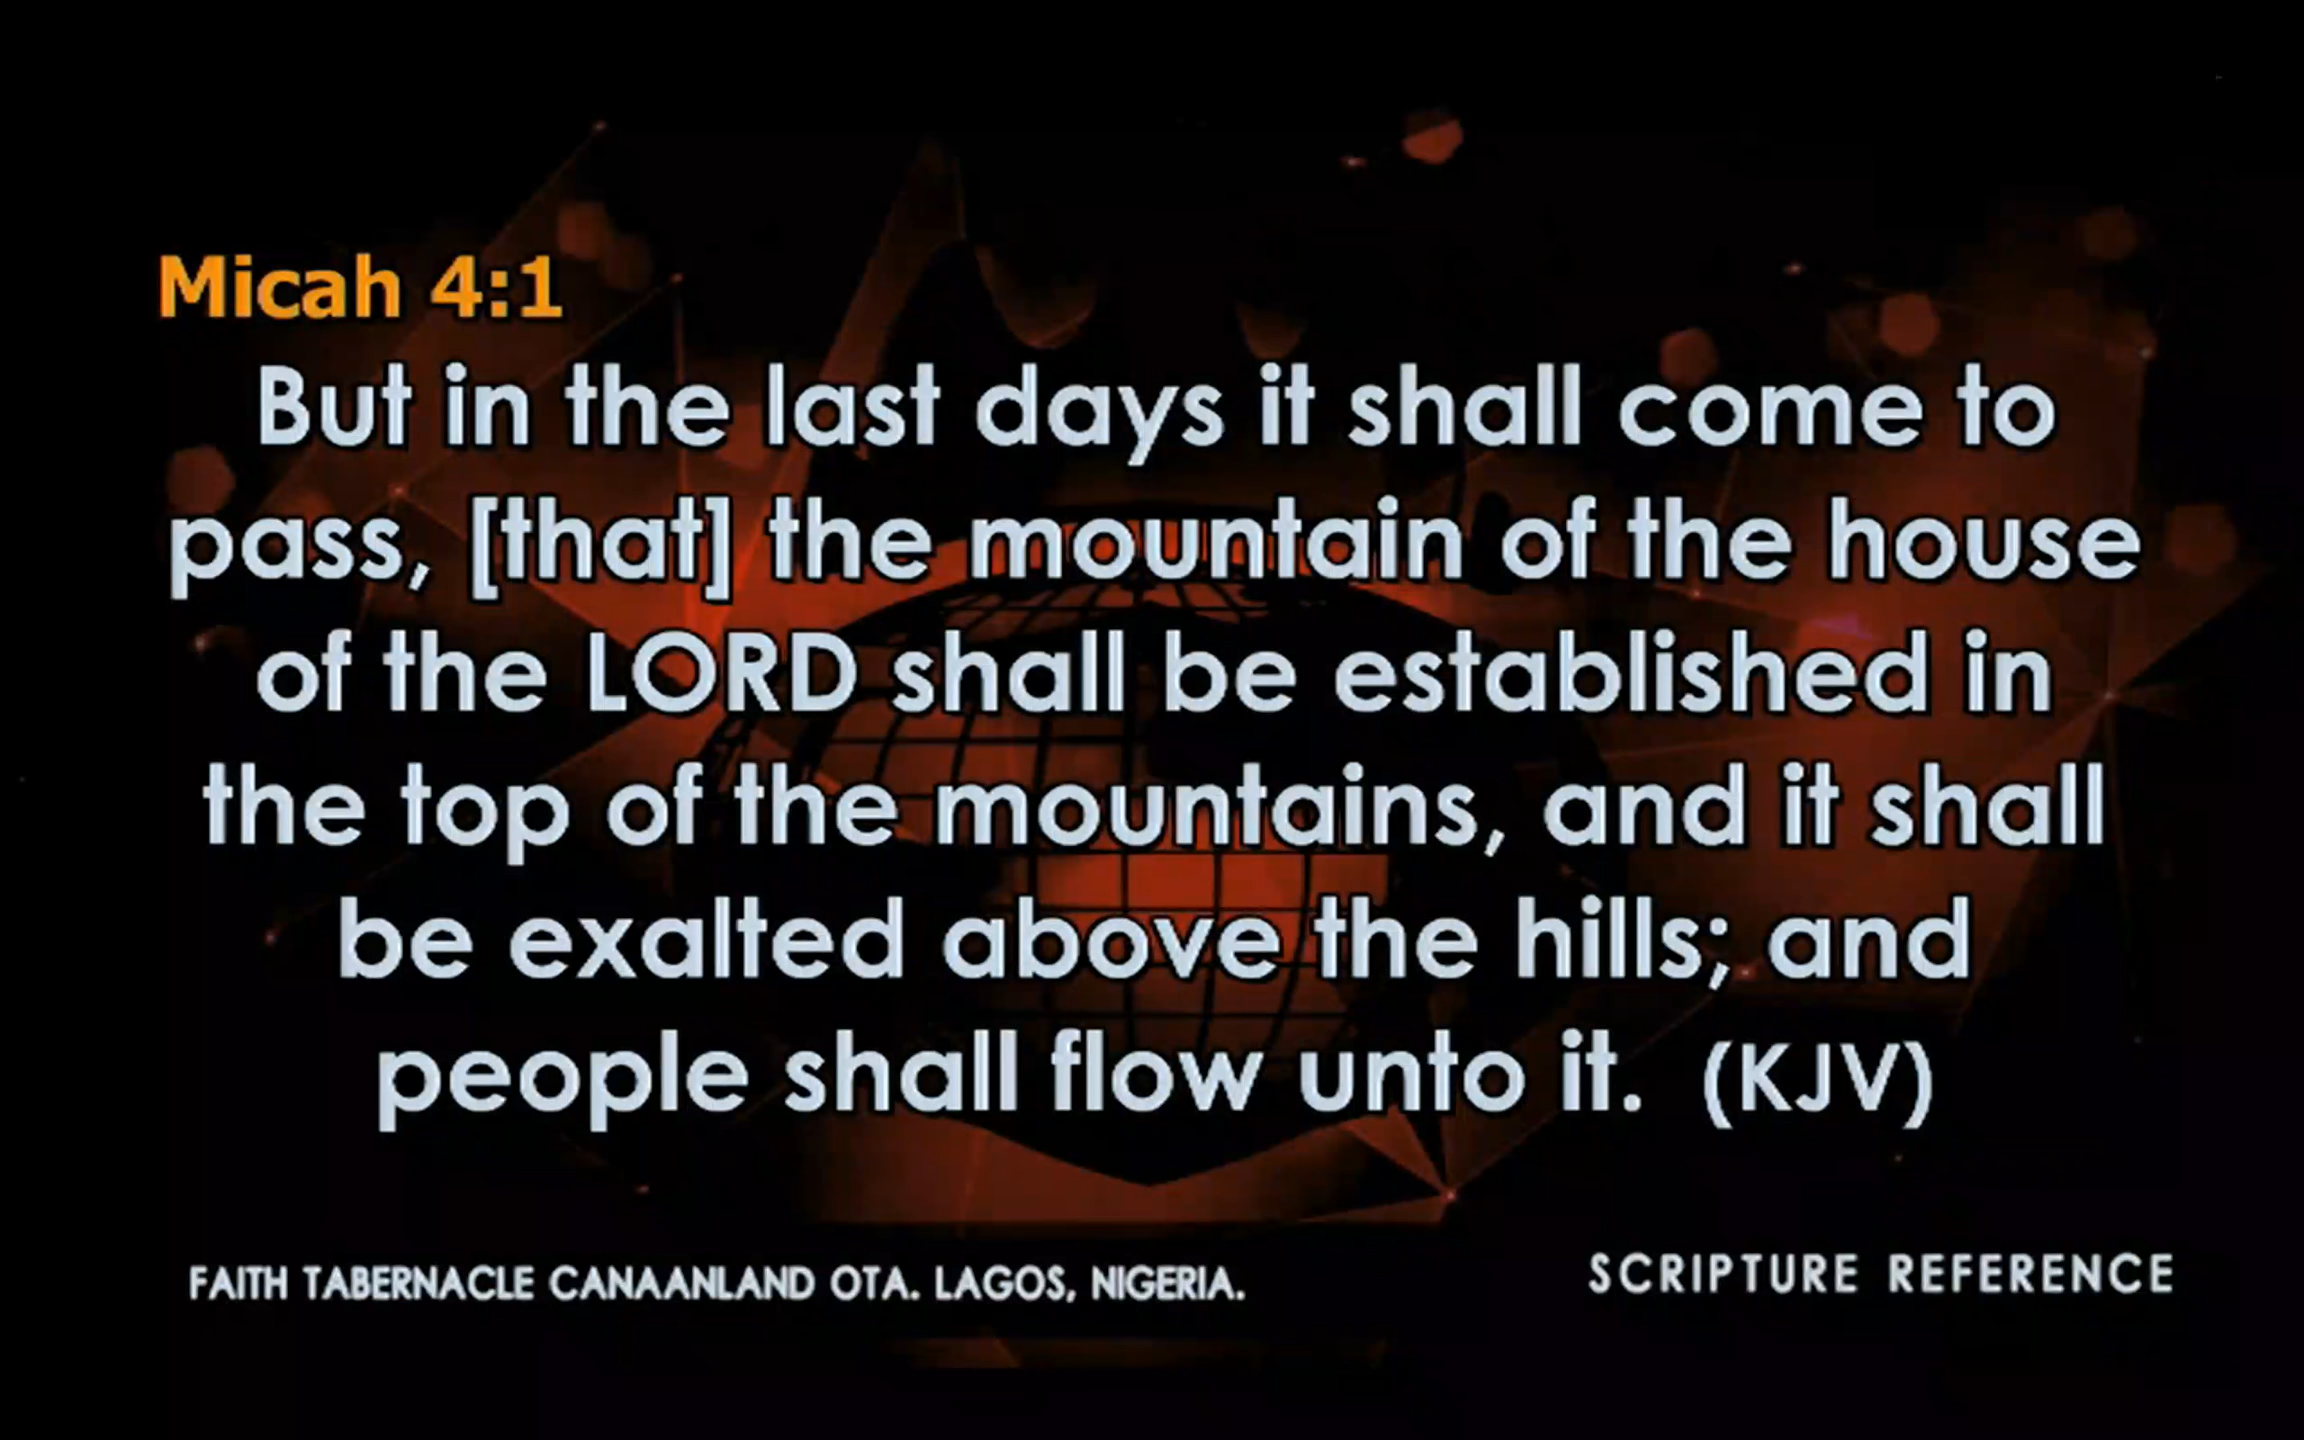 Micah 4:1
But in the last days it shall come to
pass, [that] the mountain of the house
of the LORD shall be established in
the top of the mountains, and it shall
be exalted above the hills; and
people shall flow unto it. (KJV)
FAITH TABERNACLE CANAANLAND OTA. LAGOS, NIGERIA.
SCRIPTURE REFERENCE